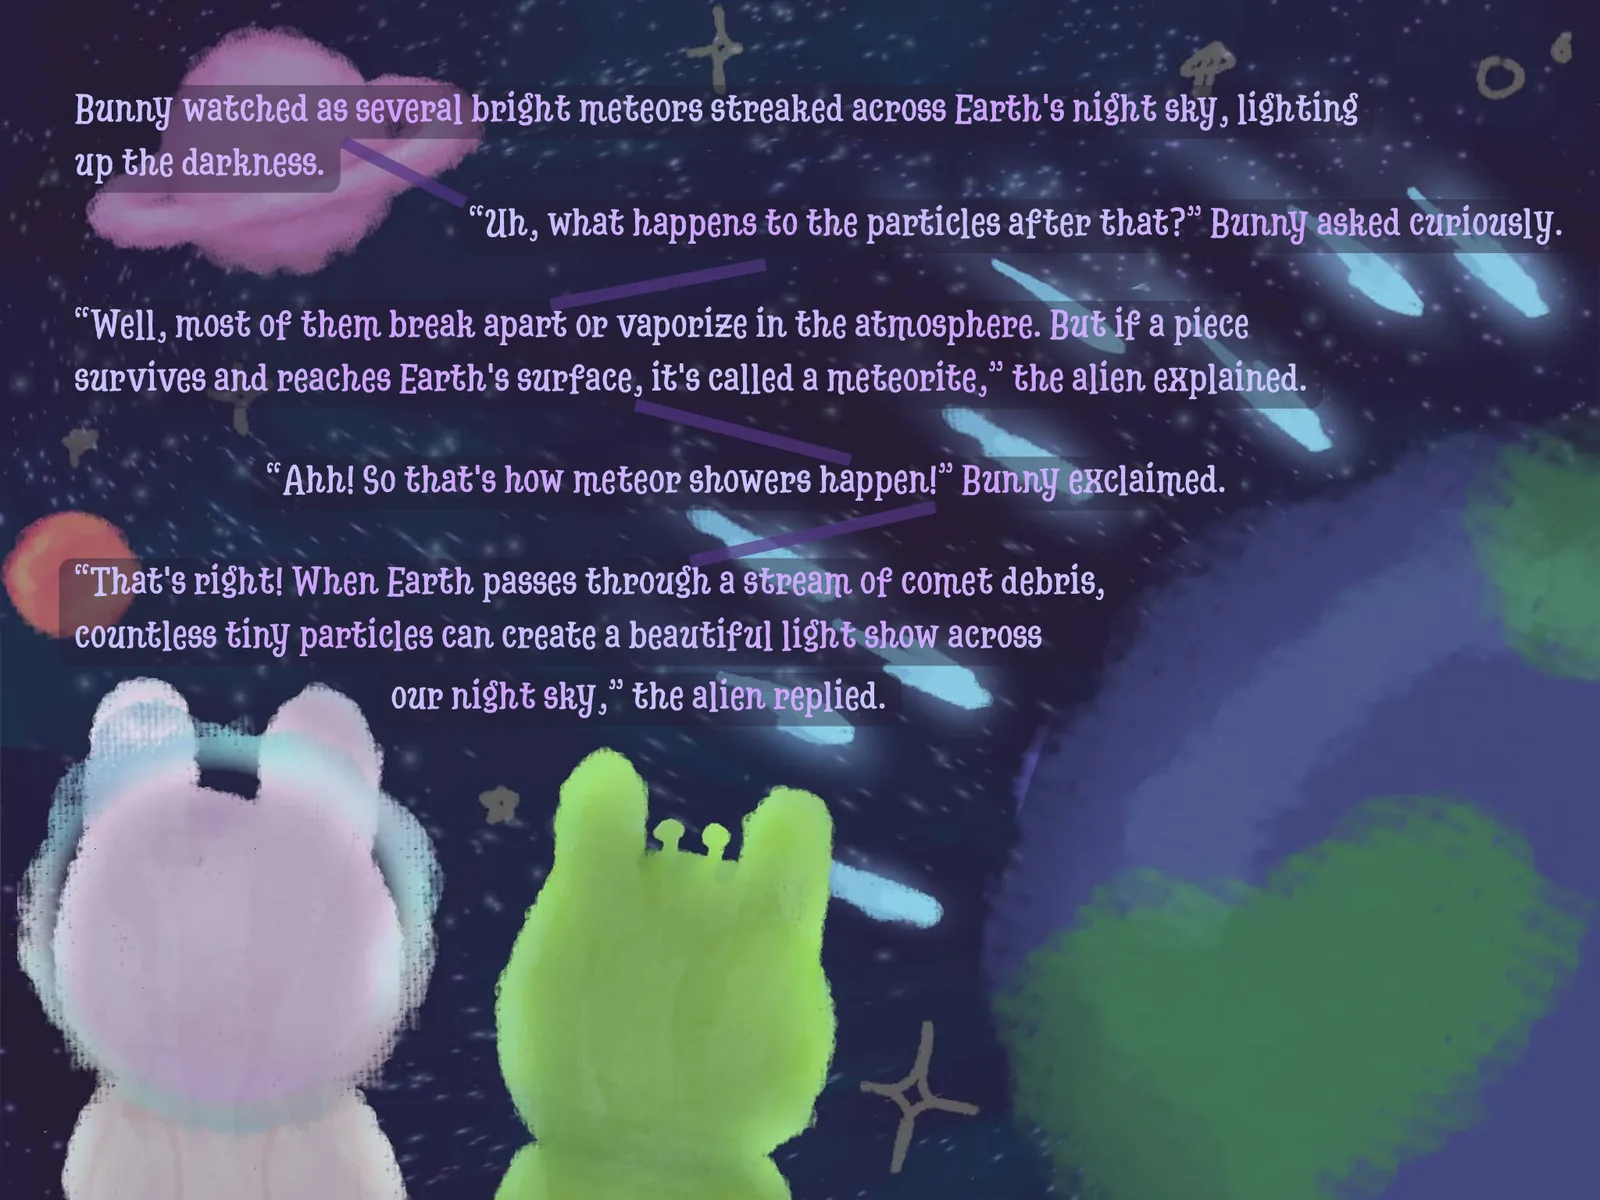 Bunny watched as several bright meteors streaked across Earth's night sky, lighting
up the darkness.
“Uh, what happens to the particles after that?” Bunny asked curiously.
“Well, most of them break apart or vaporize in the atmosphere. But if a piece
survives and reaches Earth's surface, it's called a meteorite,” the alien explained.
“Ahh! So that's how meteor showers happen!” Bunny exclaimed.
“That's right! When Earth passes through a stream of comet debris,
countless tiny particles can create a beautiful light show across
our night sky,” the alien replied.